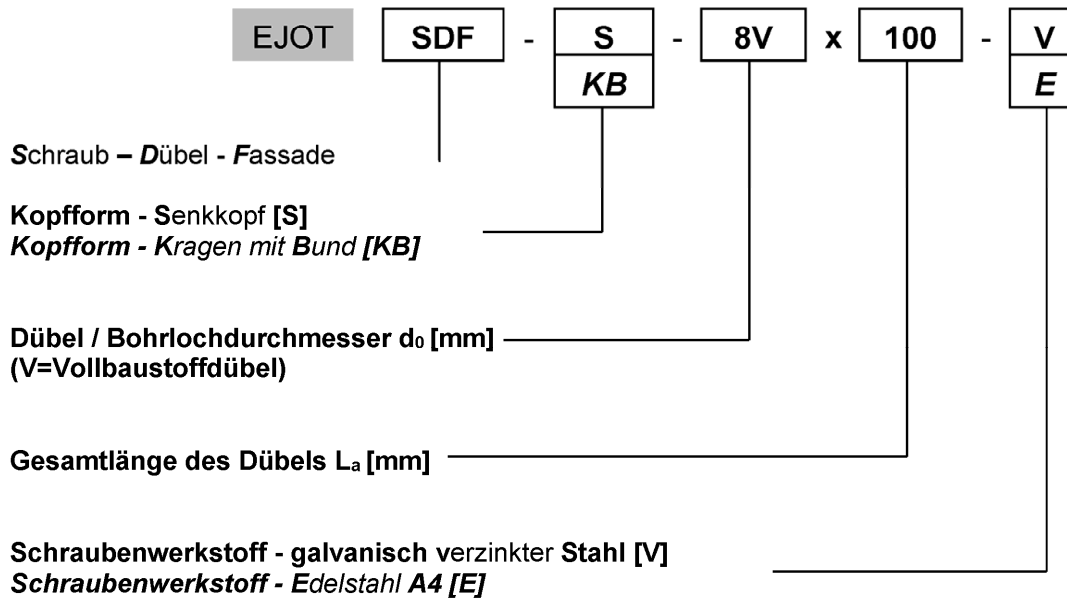 EJOT SDF - S - 8V x 100 - V
KB E
Schraub – Dübel - Fassade
Kopfform - Senkkopf [S]
Kopfform - Kragen mit Bund [KB]
Dübel / Bohrlochdurchmesser d₀ [mm]
(V=Vollbaustoffdübel)
Gesamtlänge des Dübels Lₐ [mm]
Schraubenwerkstoff - galvanisch verzinkter Stahl [V]
Schraubenwerkstoff - Edelstahl A4 [E]